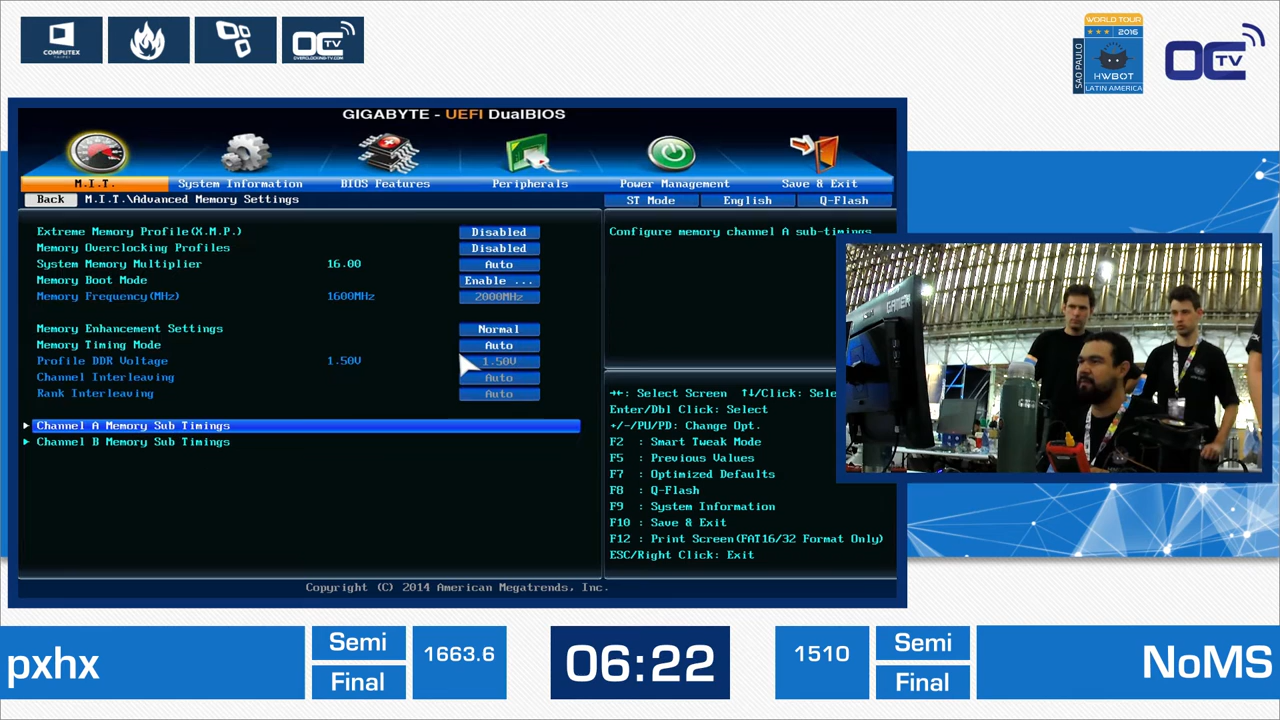 COMPUTEX
TAIPEI
OC
TV
OVERCLOCKING-TV.COM
WORLD TOUR
2016
SAO PAULO
HWBOT
LATIN AMERICA
OC
TV
GIGABYTE - UEFI DualBIOS
M.I.T. System Information BIOS Features Peripherals Power Management Save & Exit
Back M.I.T.\Advanced Memory Settings ST Mode English Q-Flash
Extreme Memory Profile(X.M.P.) Disabled
Memory Overclocking Profiles Disabled
System Memory Multiplier 16.00 Auto
Memory Boot Mode Enable ...
Memory Frequency(MHz) 1600MHz 2000MHz
Memory Enhancement Settings Normal
Memory Timing Mode Auto
Profile DDR Voltage 1.50V 1.50V
Channel Interleaving Auto
Rank Interleaving Auto
Channel A Memory Sub Timings
Channel B Memory Sub Timings
Configure memory channel A sub-timings.
→←: Select Screen ↑↓/Click: Sele
Enter/Dbl Click: Select
+/-/PU/PD: Change Opt.
F2 : Smart Tweak Mode
F5 : Previous Values
F7 : Optimized Defaults
F8 : Q-Flash
F9 : System Information
F10 : Save & Exit
F12 : Print Screen(FAT16/32 Format Only)
ESC/Right Click: Exit
Copyright (C) 2014 American Megatrends, Inc.
pxhx
Semi
Final
1663.6
06:22
1510
Semi
Final
NoMS